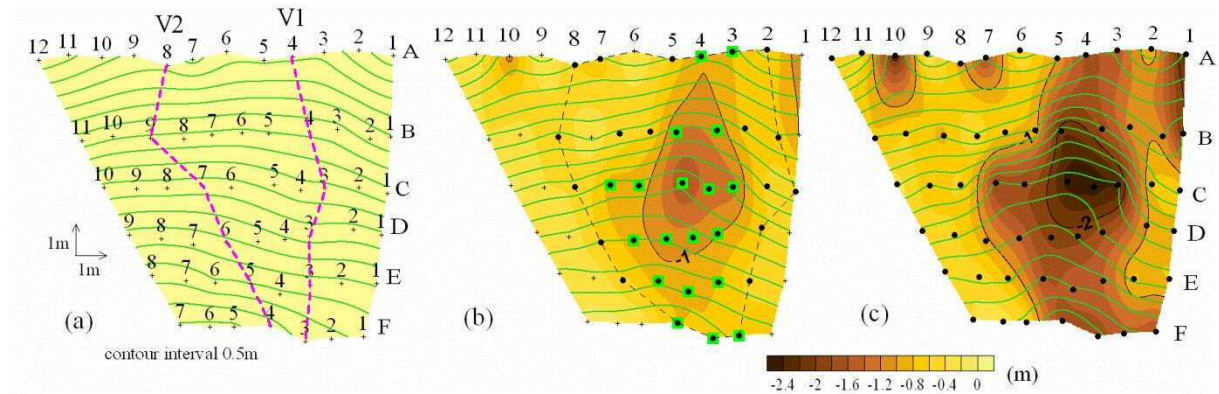 V2 V1
12 11 10 9 8 7 6 5 4 3 2 1 A
11 10 9 8 7 6 5 4 3 2 1 B
10 9 8 7 6 5 4 3 2 1 C
9 8 7 6 5 4 3 2 1 D
8 7 6 5 4 3 2 1 E
7 6 5 4 3 2 1 F
1m
1m
(a)
contour interval 0.5m
12 11 10 9 8 7 6 5 4 3 2 1
-1
(b)
12 11 10 9 8 7 6 5 4 3 2 1
A
B
C
D
E
F
-1
-2
(c)
-2.4 -2 -1.6 -1.2 -0.8 -0.4 0 (m)